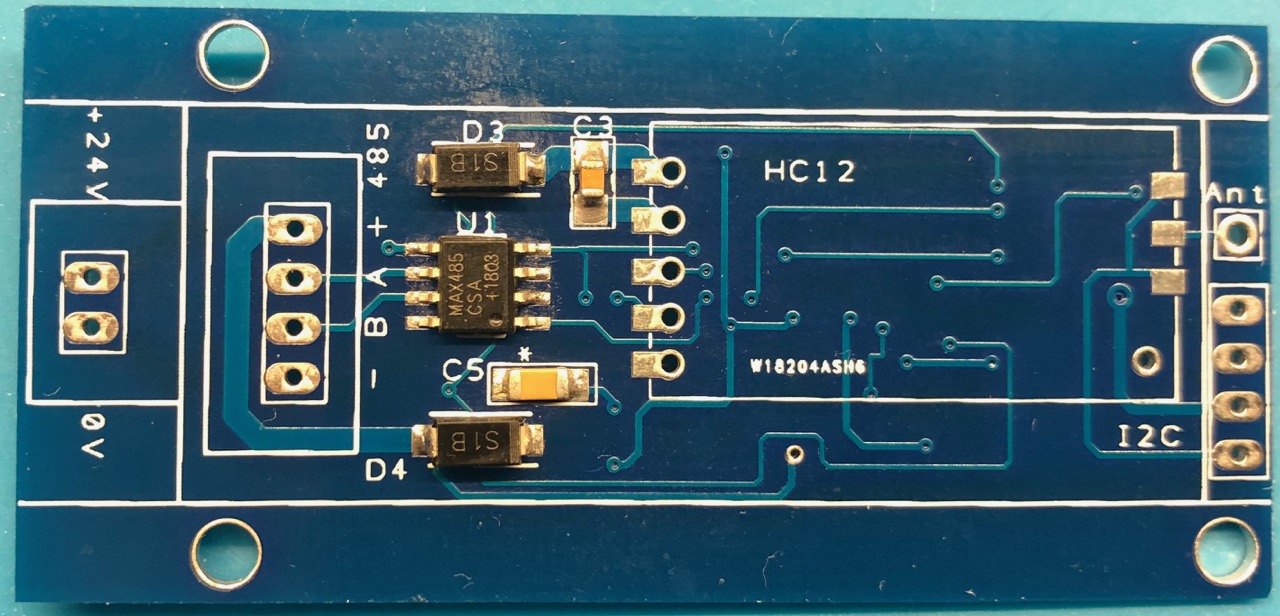 +24V
0V
485
+
A
B
-
D3
S1B
C3
U1
MAX485
CSA
+1803
C5
*
D4
S1B
HC12
W18204ASH6
Ant
I2C